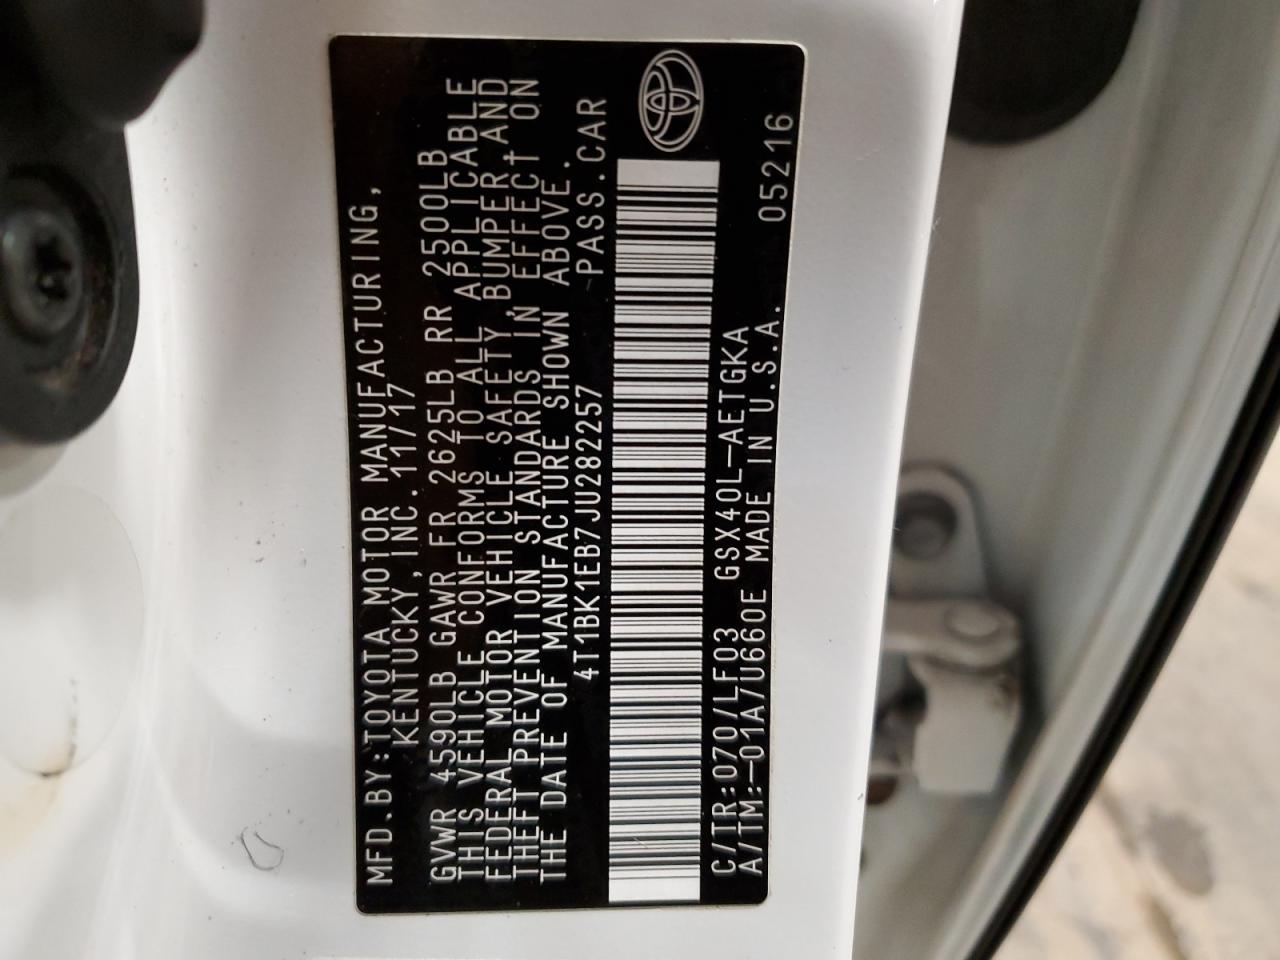 MFD.BY:TOYOTA MOTOR MANUFACTURING,
KENTUCKY,INC.11/17
GVWR 4590LB GAWR FR 2625LB RR 2500LB
THIS VEHICLE CONFORMS TO ALL APPLICABLE
FEDERAL MOTOR VEHICLE SAFETY,BUMPER,AND
THEFT PREVENTION STANDARDS IN EFFECT ON
THE DATE OF MANUFACTURE SHOWN ABOVE.
4T1BK1EB7JU282257 PASS.CAR
C/TR:070/LF03 GSX40L-AETGKA
A/TM:-01A/U660E MADE IN U.S.A. 05216